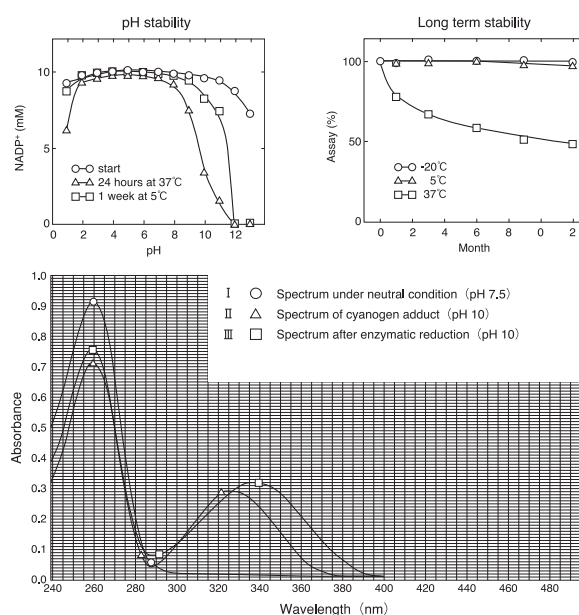 pH stability
NADP⁺ (mM)
10
5
0
0 2 4 6 8 10 12
pH
start
24 hours at 37℃
1 week at 5℃
Long term stability
Assay (%)
100
50
0
0 3 6 9 0 2
Month
-20℃
5℃
37℃
Absorbance
1.0
0.9
0.8
0.7
0.6
0.5
0.4
0.3
0.2
0.1
0.0
240 260 280 300 320 340 360 380 400 400 420 440 460 480
Wavelength (nm)
I Spectrum under neutral condition (pH 7.5)
II Spectrum of cyanogen adduct (pH 10)
III Spectrum after enzymatic reduction (pH 10)